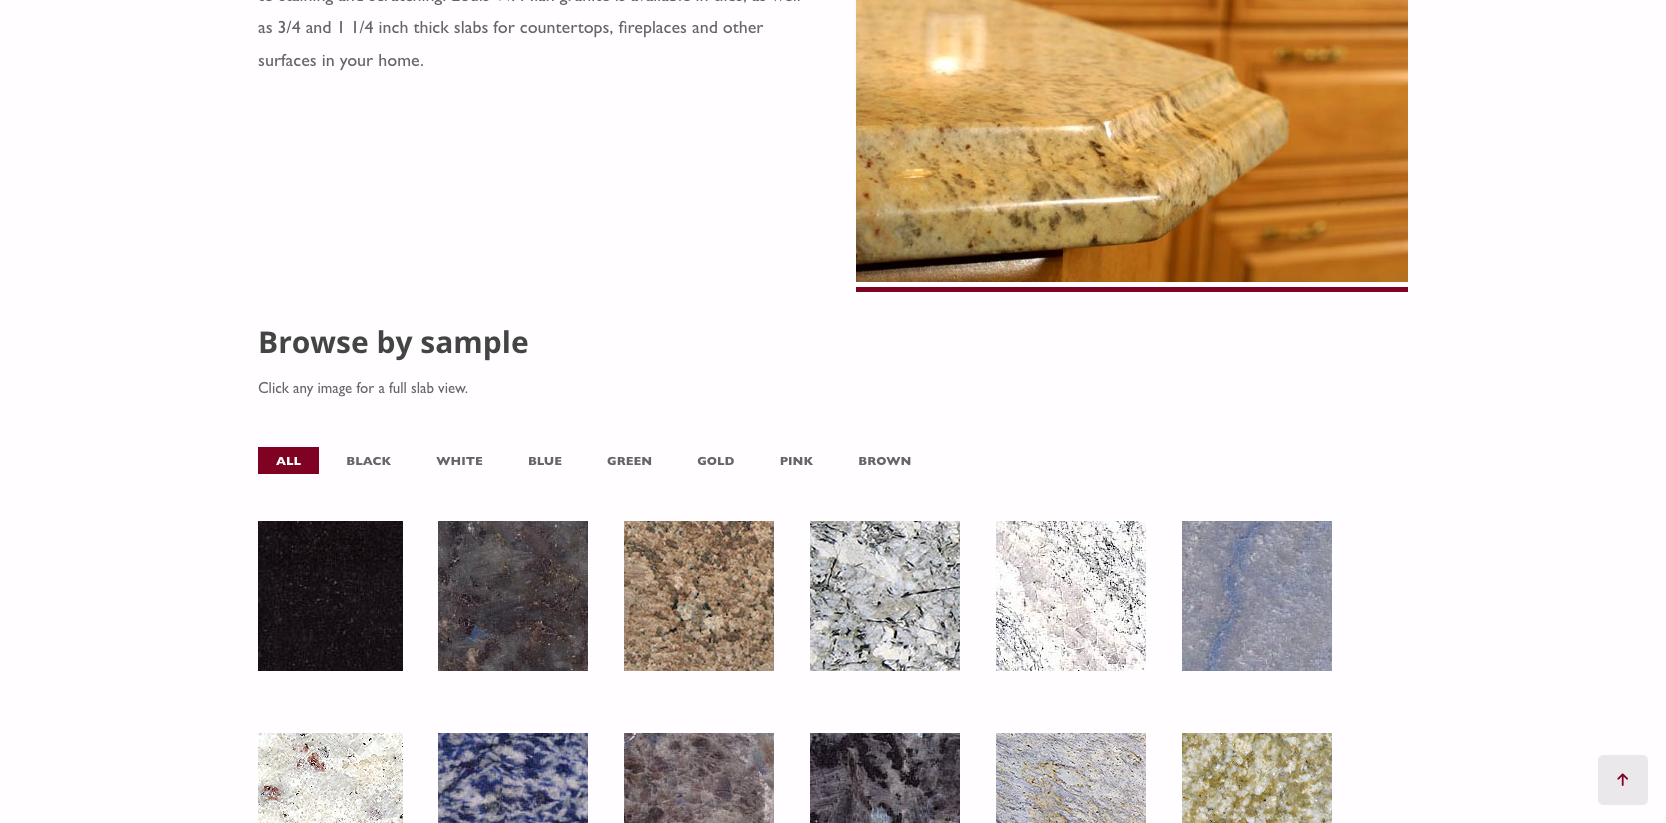 as 3/4 and 1 1/4 inch thick slabs for countertops, fireplaces and other
surfaces in your home.
Browse by sample
Click any image for a full slab view.
ALL BLACK WHITE BLUE GREEN GOLD PINK BROWN